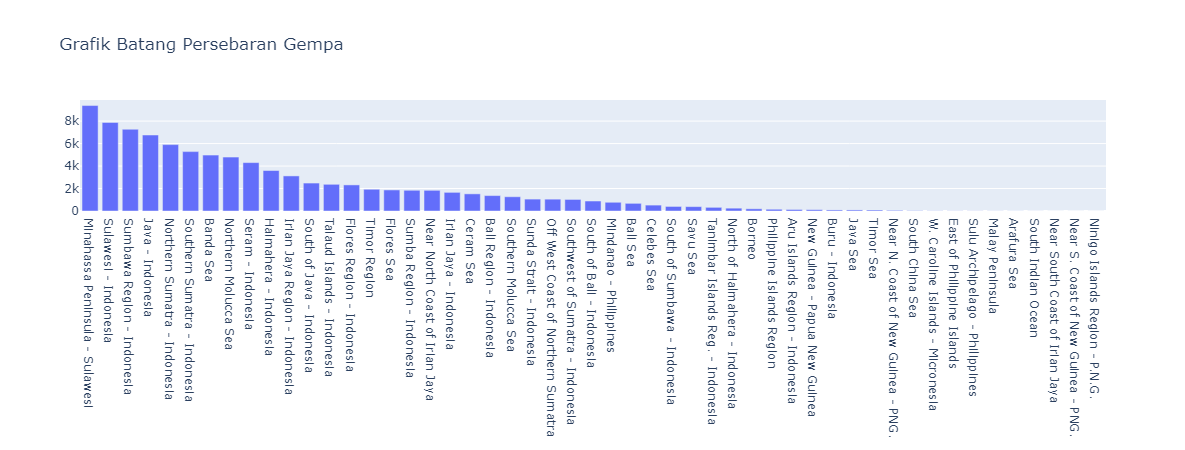 Grafik Batang Persebaran Gempa
8k
6k
4k
2k
0
Minahassa Peninsula - Sulawesi
Sulawesi - Indonesia
Sumbawa Region - Indonesia
Java - Indonesia
Northern Sumatra - Indonesia
Southern Sumatra - Indonesia
Banda Sea
Northern Molucca Sea
Seram - Indonesia
Halmahera - Indonesia
Irian Jaya Region - Indonesia
South of Java - Indonesia
Talaud Islands - Indonesia
Flores Region - Indonesia
Timor Region
Flores Sea
Sumba Region - Indonesia
Near North Coast of Irian Jaya
Irian Jaya - Indonesia
Ceram Sea
Bali Region - Indonesia
Southern Molucca Sea
Sunda Strait - Indonesia
Off West Coast of Northern Sumatra
Southwest of Sumatra - Indonesia
South of Bali - Indonesia
Mindanao - Philippines
Bali Sea
Celebes Sea
South of Sumbawa - Indonesia
Savu Sea
Tanimbar Islands Reg. - Indonesia
North of Halmahera - Indonesia
Borneo
Philippine Islands Region
Aru Islands Region - Indonesia
New Guinea - Papua New Guinea
Buru - Indonesia
Java Sea
Timor Sea
Near N. Coast of New Guinea - PNG.
South China Sea
W. Caroline Islands - Micronesia
East of Philippine Islands
Sulu Archipelago - Philippines
Malay Peninsula
Arafura Sea
South Indian Ocean
Near South Coast of Irian Jaya
Near S. Coast of New Guinea - PNG.
Ninigo Islands Region - P.N.G.